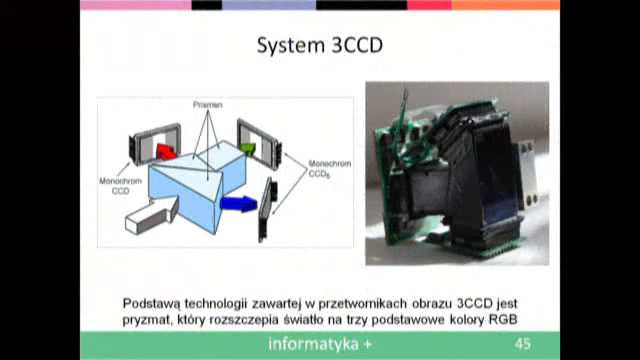 System 3CCD
Prismen
Monochrom
CCD
Monochrom
CCDs
Podstawą technologii zawartej w przetwornikach obrazu 3CCD jest
pryzmat, który rozszczepia światło na trzy podstawowe kolory RGB
informatyka +
45